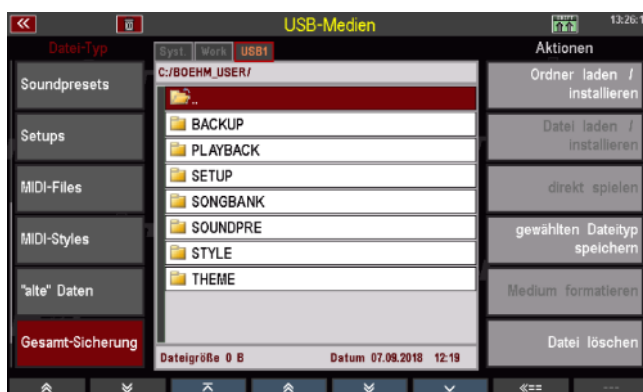 USB-Medien
13:26:1
Datei-Typ
Syst. Work USB1
Aktionen
C:/BOEHM_USER/
..
BACKUP
PLAYBACK
SETUP
SONGBANK
SOUNDPRE
STYLE
THEME
Dateigröße 0 B Datum 07.09.2018 12:19
Soundpresets
Setups
MIDI-Files
MIDI-Styles
"alte" Daten
Gesamt-Sicherung
Ordner laden /
installieren
Datei laden /
installieren
direkt spielen
gewählten Dateityp
speichern
Medium formatieren
Datei löschen